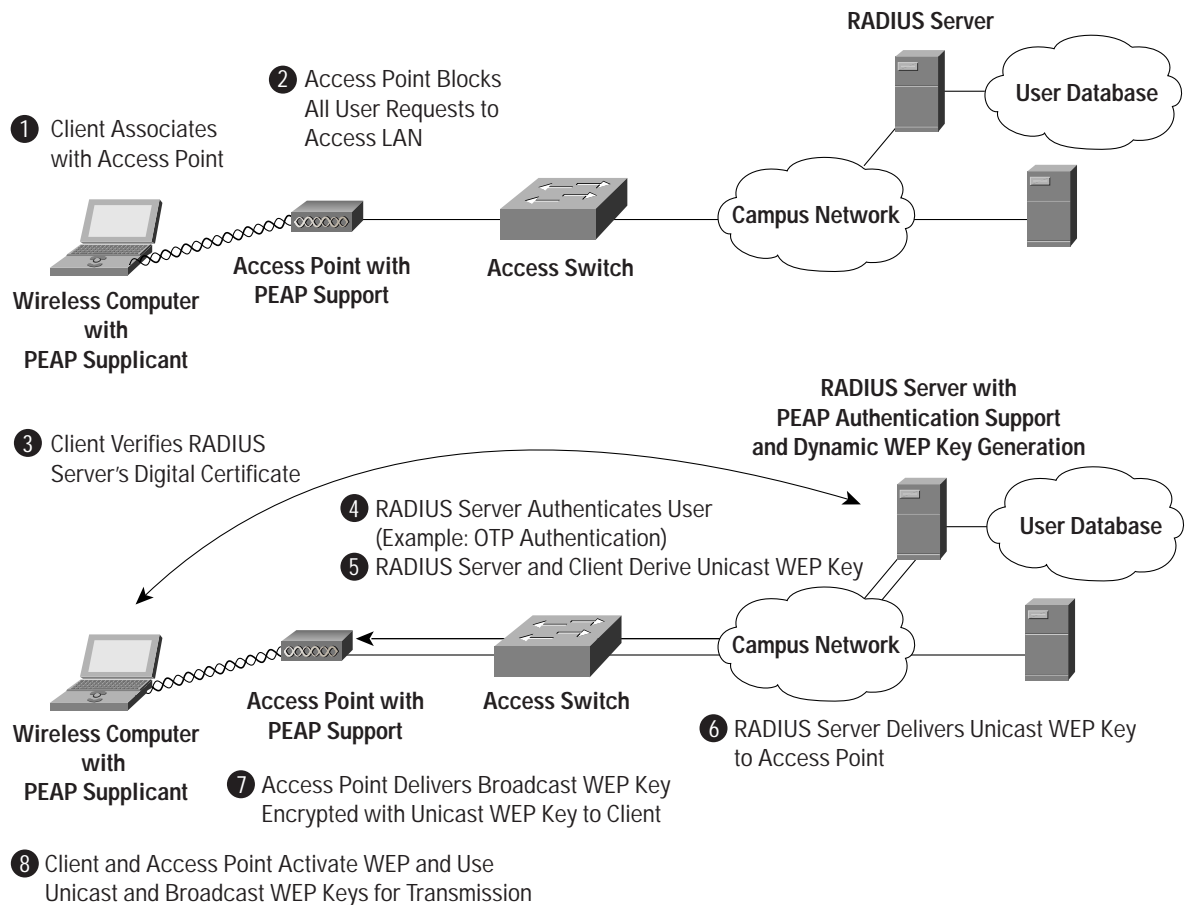 RADIUS Server
2 Access Point Blocks
All User Requests to
Access LAN
User Database
1 Client Associates
with Access Point
Campus Network
Access Point with
PEAP Support
Access Switch
Wireless Computer
with
PEAP Supplicant
RADIUS Server with
PEAP Authentication Support
and Dynamic WEP Key Generation
3 Client Verifies RADIUS
Server's Digital Certificate
4 RADIUS Server Authenticates User
(Example: OTP Authentication)
5 RADIUS Server and Client Derive Unicast WEP Key
User Database
Campus Network
Access Point with
PEAP Support
Access Switch
Wireless Computer
with
PEAP Supplicant
6 RADIUS Server Delivers Unicast WEP Key
to Access Point
7 Access Point Delivers Broadcast WEP Key
Encrypted with Unicast WEP Key to Client
8 Client and Access Point Activate WEP and Use
Unicast and Broadcast WEP Keys for Transmission